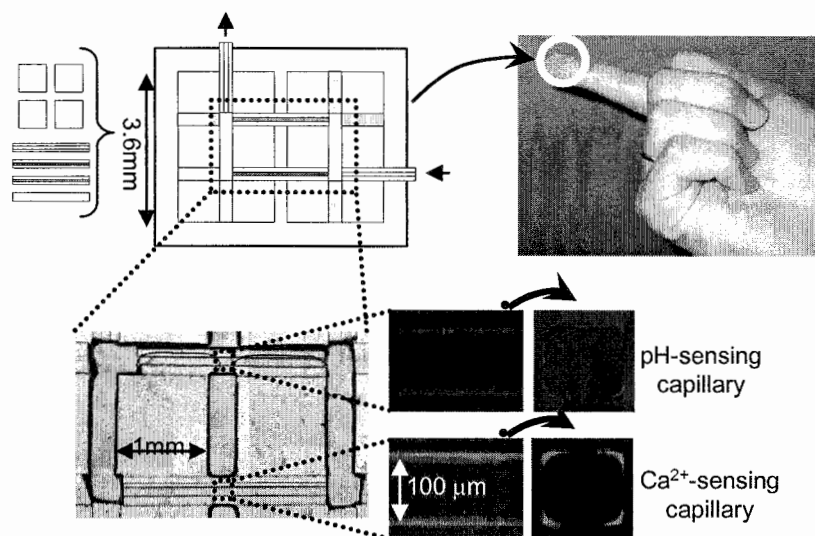 3.6mm
pH-sensing
capillary
1mm
100 μm
Ca²⁺-sensing
capillary